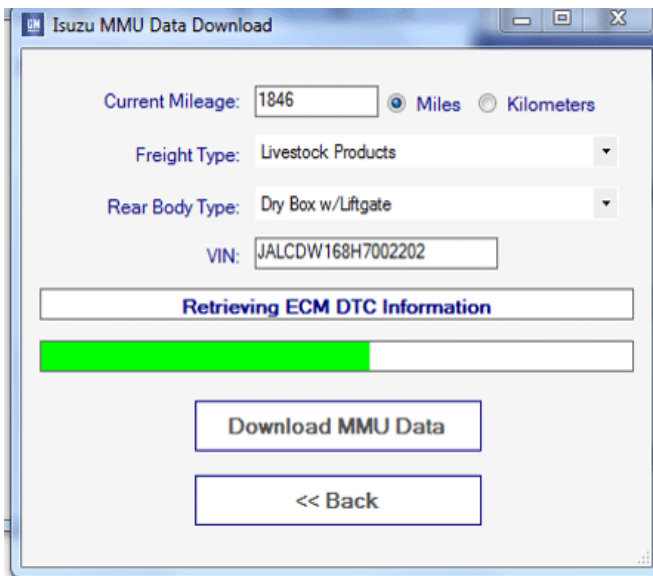 GM Isuzu MMU Data Download
Current Mileage: 1846 Miles Kilometers
Freight Type: Livestock Products
Rear Body Type: Dry Box w/Liftgate
VIN: JALCDW168H7002202
Retrieving ECM DTC Information
Download MMU Data
<< Back